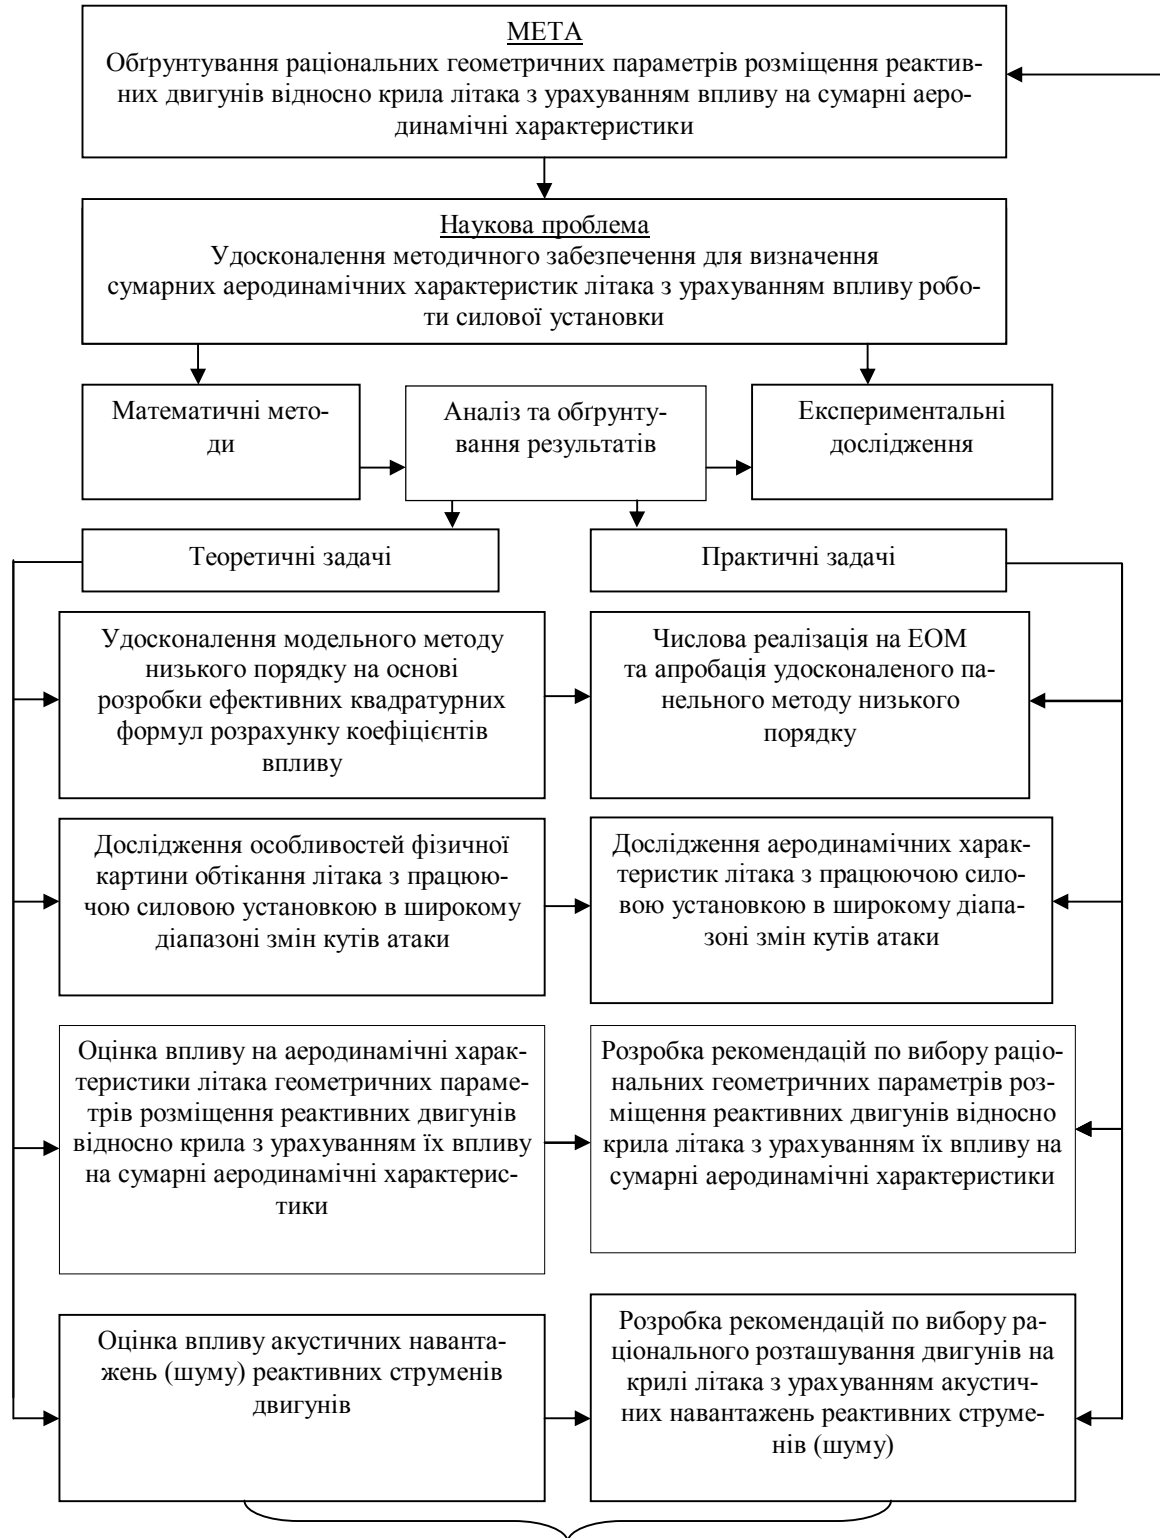 МЕТА
Обґрунтування раціональних геометричних параметрів розміщення реактив-
них двигунів відносно крила літака з урахуванням впливу на сумарні аеро-
динамічні характеристики
Наукова проблема
Удосконалення методичного забезпечення для визначення
сумарних аеродинамічних характеристик літака з урахуванням впливу робо-
ти силової установки
Математичні мето-
ди
Аналіз та обґрунту-
вання результатів
Експериментальні
дослідження
Теоретичні задачі
Практичні задачі
Удосконалення модельного методу
низького порядку на основі
розробки ефективних квадратурних
формул розрахунку коефіцієнтів
впливу
Числова реалізація на ЕОМ
та апробація удосконаленого па-
нельного методу низького
порядку
Дослідження особливостей фізичної
картини обтікання літака з працюю-
чою силовою установкою в широкому
діапазоні змін кутів атаки
Дослідження аеродинамічних харак-
теристик літака з працюючою сило-
вою установкою в широкому діапа-
зоні змін кутів атаки
Оцінка впливу на аеродинамічні харак-
теристики літака геометричних параме-
трів розміщення реактивних двигунів
відносно крила з урахуванням їх впливу
на сумарні аеродинамічні характерис-
тики
Розробка рекомендацій по вибору раціо-
нальних геометричних параметрів роз-
міщення реактивних двигунів відносно
крила літака з урахуванням їх впливу на
сумарні аеродинамічні характеристики
Оцінка впливу акустичних наванта-
жень (шуму) реактивних струменів
двигунів
Розробка рекомендацій по вибору ра-
ціонального розташування двигунів на
крилі літака з урахуванням акустич-
них навантажень реактивних струме-
нів (шуму)